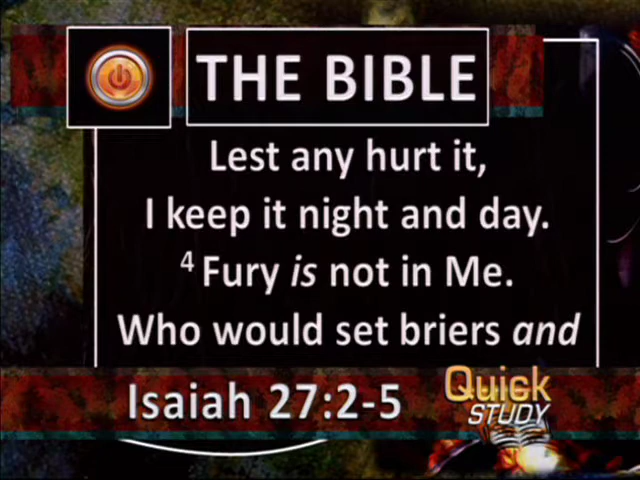 THE BIBLE
Lest any hurt it,
I keep it night and day.
⁴ Fury is not in Me.
Who would set briers and
Isaiah 27:2-5
Quick
STUDY